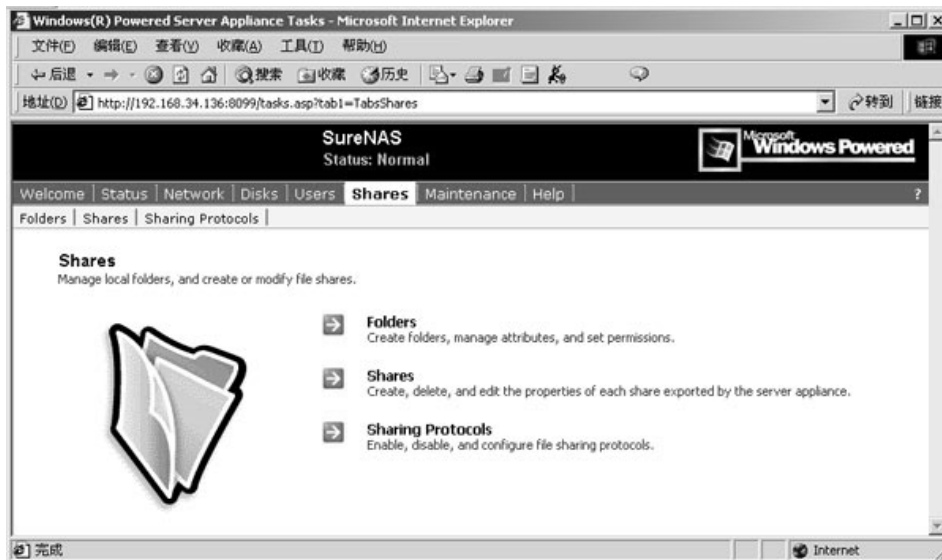 Windows(R) Powered Server Appliance Tasks - Microsoft Internet Explorer
文件(F) 编辑(E) 查看(V) 收藏(A) 工具(T) 帮助(H)
后退 搜索 收藏 历史
地址(D) http://192.168.34.136:8099/tasks.asp?tab1=TabsShares 转到 链接
SureNAS
Status: Normal
Microsoft
Windows Powered
Welcome | Status | Network | Disks | Users | Shares | Maintenance | Help | ?
Folders | Shares | Sharing Protocols |
Shares
Manage local folders, and create or modify file shares.
Folders
Create folders, manage attributes, and set permissions.
Shares
Create, delete, and edit the properties of each share exported by the server appliance.
Sharing Protocols
Enable, disable, and configure file sharing protocols.
完成 Internet